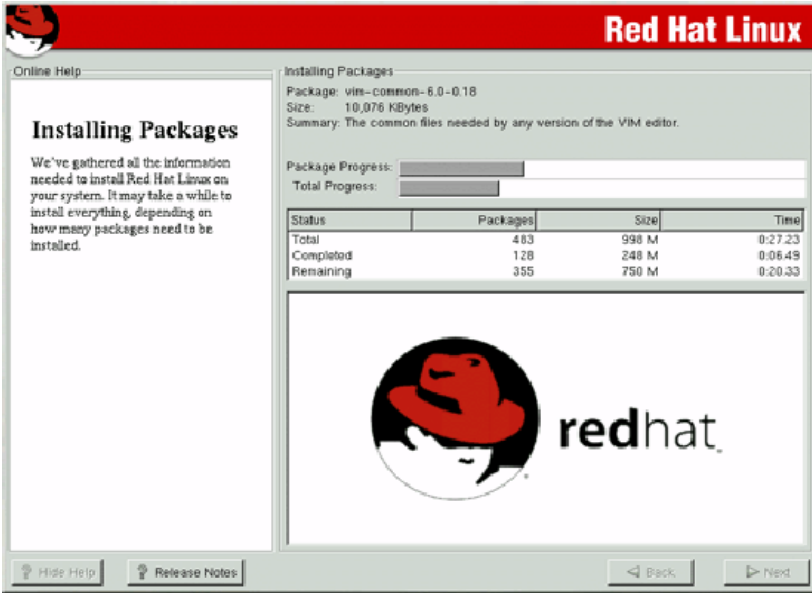 Red Hat Linux
Online Help
Installing Packages
We've gathered all the information
needed to install Red Hat Linux on
your system. It may take a while to
install everything, depending on
how many packages need to be
installed.
Installing Packages
Package: vim-common-6.0-0.18
Size: 10,076 KBytes
Summary: The common files needed by any version of the VIM editor.
Package Progress:
Total Progress:
Status Packages Size Time
Total 483 998 M 0:27.23
Completed 128 248 M 0:06.49
Remaining 355 750 M 0:20.33
redhat
Hide Help Release Notes Back Next